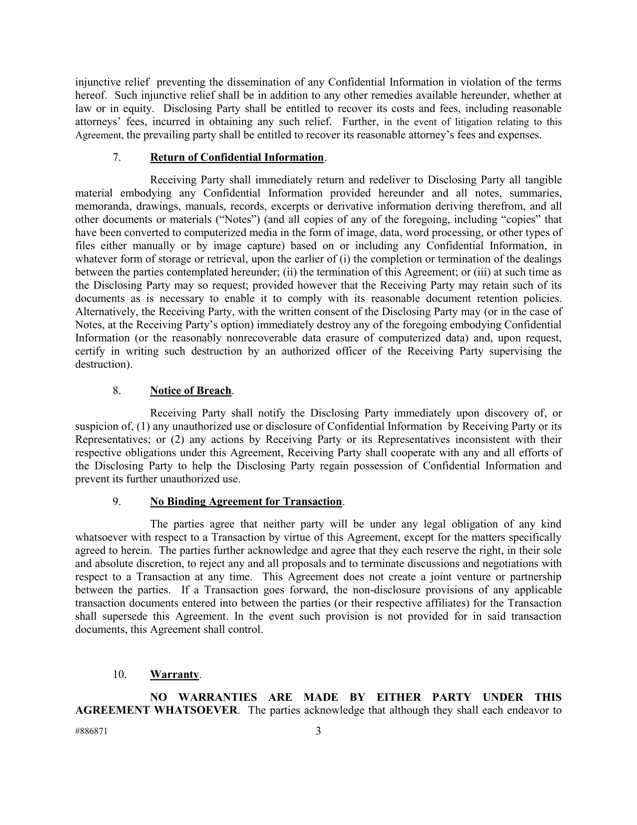 injunctive relief preventing the dissemination of any Confidential Information in violation of the terms
hereof. Such injunctive relief shall be in addition to any other remedies available hereunder, whether at
law or in equity. Disclosing Party shall be entitled to recover its costs and fees, including reasonable
attorneys' fees, incurred in obtaining any such relief. Further, in the event of litigation relating to this
Agreement, the prevailing party shall be entitled to recover its reasonable attorney's fees and expenses.
7. Return of Confidential Information.
Receiving Party shall immediately return and redeliver to Disclosing Party all tangible
material embodying any Confidential Information provided hereunder and all notes, summaries,
memoranda, drawings, manuals, records, excerpts or derivative information deriving therefrom, and all
other documents or materials ("Notes") (and all copies of any of the foregoing, including "copies" that
have been converted to computerized media in the form of image, data, word processing, or other types of
files either manually or by image capture) based on or including any Confidential Information, in
whatever form of storage or retrieval, upon the earlier of (i) the completion or termination of the dealings
between the parties contemplated hereunder; (ii) the termination of this Agreement; or (iii) at such time as
the Disclosing Party may so request; provided however that the Receiving Party may retain such of its
documents as is necessary to enable it to comply with its reasonable document retention policies.
Alternatively, the Receiving Party, with the written consent of the Disclosing Party may (or in the case of
Notes, at the Receiving Party's option) immediately destroy any of the foregoing embodying Confidential
Information (or the reasonably nonrecoverable data erasure of computerized data) and, upon request,
certify in writing such destruction by an authorized officer of the Receiving Party supervising the
destruction).
8. Notice of Breach.
Receiving Party shall notify the Disclosing Party immediately upon discovery of, or
suspicion of, (1) any unauthorized use or disclosure of Confidential Information by Receiving Party or its
Representatives; or (2) any actions by Receiving Party or its Representatives inconsistent with their
respective obligations under this Agreement, Receiving Party shall cooperate with any and all efforts of
the Disclosing Party to help the Disclosing Party regain possession of Confidential Information and
prevent its further unauthorized use.
9. No Binding Agreement for Transaction.
The parties agree that neither party will be under any legal obligation of any kind
whatsoever with respect to a Transaction by virtue of this Agreement, except for the matters specifically
agreed to herein. The parties further acknowledge and agree that they each reserve the right, in their sole
and absolute discretion, to reject any and all proposals and to terminate discussions and negotiations with
respect to a Transaction at any time. This Agreement does not create a joint venture or partnership
between the parties. If a Transaction goes forward, the non-disclosure provisions of any applicable
transaction documents entered into between the parties (or their respective affiliates) for the Transaction
shall supersede this Agreement. In the event such provision is not provided for in said transaction
documents, this Agreement shall control.
10. Warranty.
NO WARRANTIES ARE MADE BY EITHER PARTY UNDER THIS
AGREEMENT WHATSOEVER. The parties acknowledge that although they shall each endeavor to
#886871 3